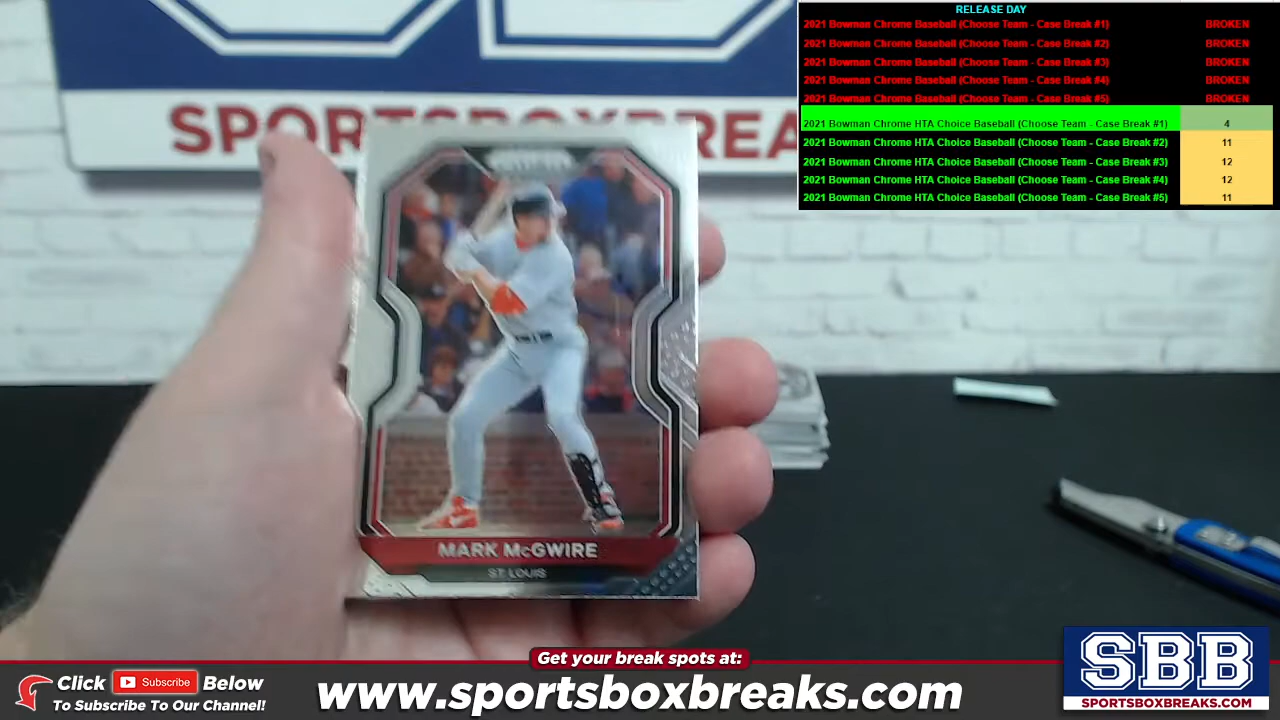 RELEASE DAY
2021 Bowman Chrome Baseball (Choose Team - Case Break #1) BROKEN
2021 Bowman Chrome Baseball (Choose Team - Case Break #2) BROKEN
2021 Bowman Chrome Baseball (Choose Team - Case Break #3) BROKEN
2021 Bowman Chrome Baseball (Choose Team - Case Break #4) BROKEN
2021 Bowman Chrome Baseball (Choose Team - Case Break #5) BROKEN
2021 Bowman Chrome HTA Choice Baseball (Choose Team - Case Break #1) 4
2021 Bowman Chrome HTA Choice Baseball (Choose Team - Case Break #2) 11
2021 Bowman Chrome HTA Choice Baseball (Choose Team - Case Break #3) 12
2021 Bowman Chrome HTA Choice Baseball (Choose Team - Case Break #4) 12
2021 Bowman Chrome HTA Choice Baseball (Choose Team - Case Break #5) 11
SPORTSBOXBREA
MARK McGWIRE
ST. LOUIS
Get your break spots at:
Click Subscribe Below
To Subscribe To Our Channel!
www.sportsboxbreaks.com
SBB
SPORTSBOXBREAKS.COM